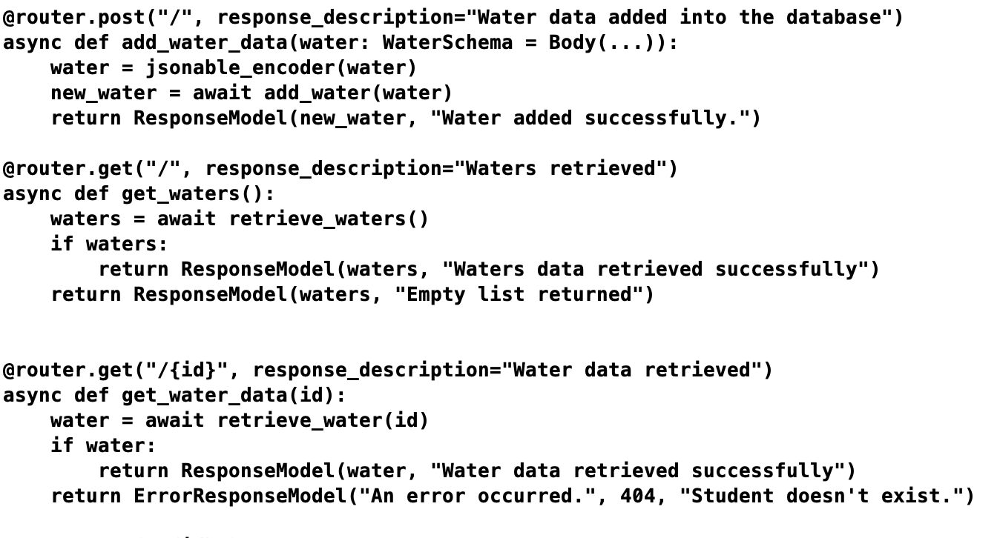 @router.post("/", response_description="Water data added into the database")
async def add_water_data(water: WaterSchema = Body(...)):
    water = jsonable_encoder(water)
    new_water = await add_water(water)
    return ResponseModel(new_water, "Water added successfully.")

@router.get("/", response_description="Waters retrieved")
async def get_waters():
    waters = await retrieve_waters()
    if waters:
        return ResponseModel(waters, "Waters data retrieved successfully")
    return ResponseModel(waters, "Empty list returned")


@router.get("/{id}", response_description="Water data retrieved")
async def get_water_data(id):
    water = await retrieve_water(id)
    if water:
        return ResponseModel(water, "Water data retrieved successfully")
    return ErrorResponseModel("An error occurred.", 404, "Student doesn't exist.")